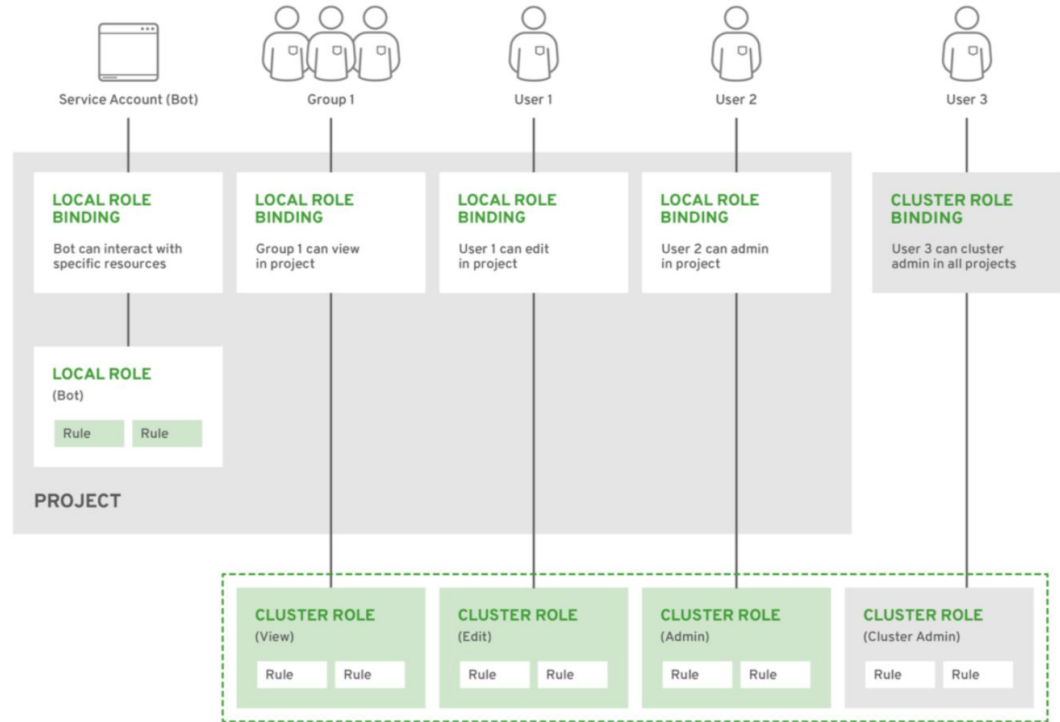 Service Account (Bot)
Group 1
User 1
User 2
User 3
LOCAL ROLE
BINDING
Bot can interact with
specific resources
LOCAL ROLE
BINDING
Group 1 can view
in project
LOCAL ROLE
BINDING
User 1 can edit
in project
LOCAL ROLE
BINDING
User 2 can admin
in project
CLUSTER ROLE
BINDING
User 3 can cluster
admin in all projects
LOCAL ROLE
(Bot)
Rule
Rule
PROJECT
CLUSTER ROLE
(View)
Rule
Rule
CLUSTER ROLE
(Edit)
Rule
Rule
CLUSTER ROLE
(Admin)
Rule
Rule
CLUSTER ROLE
(Cluster Admin)
Rule
Rule